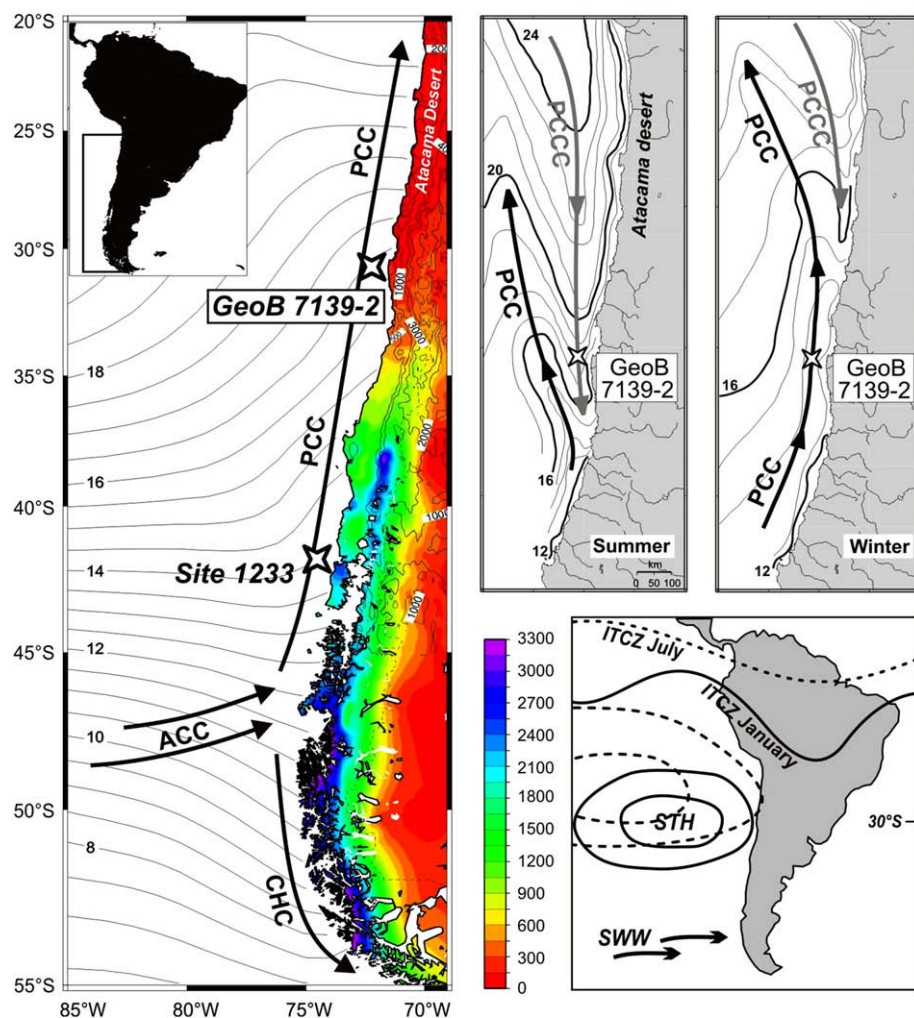 20°S
25°S
30°S
35°S
40°S
45°S
50°S
55°S
85°W
80°W
75°W
70°W
PCC
Atacama Desert
GeoB 7139-2
1000
3000
18
PCC
2000
16
1000
Site 1233
14
1000
12
ACC
10
8
CHC
24
PCCC
20
PCC
Atacama desert
GeoB
7139-2
16
12
Summer
km
0 50 100
PCC
PCCC
16
GeoB
7139-2
PCC
12
Winter
3300
3000
2700
2400
2100
1800
1500
1200
900
600
300
0
ITCZ July
ITCZ January
STH
30°S
SWW